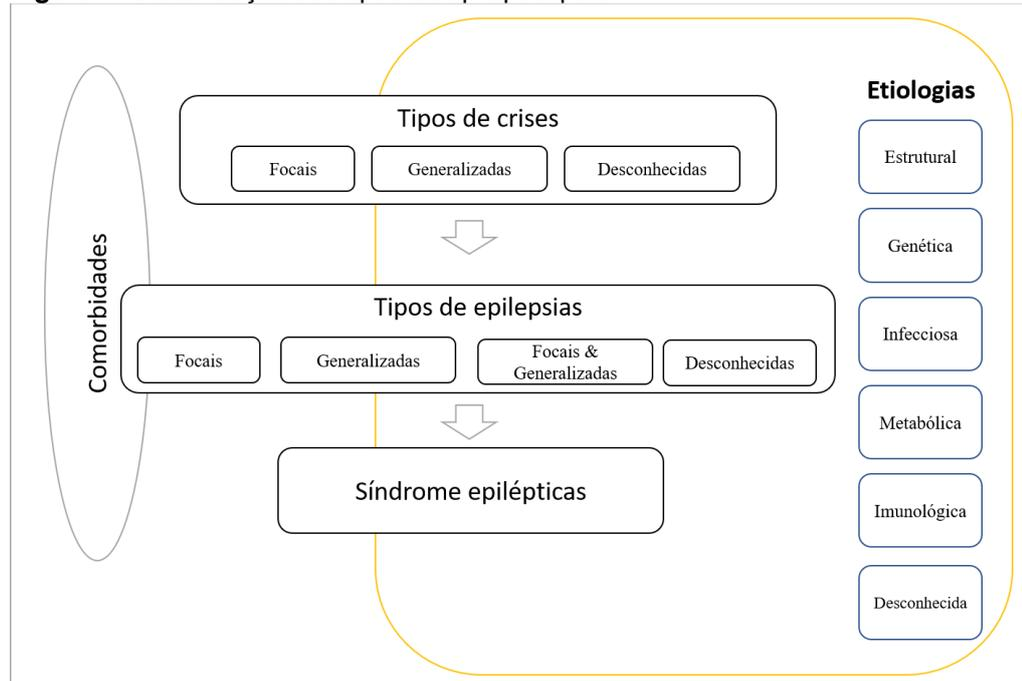 Tipos de crises
Focais
Generalizadas
Desconhecidas
Comorbidades
Tipos de epilepsias
Focais
Generalizadas
Focais &
Generalizadas
Desconhecidas
Síndrome epilépticas
Etiologias
Estrutural
Genética
Infecciosa
Metabólica
Imunológica
Desconhecida